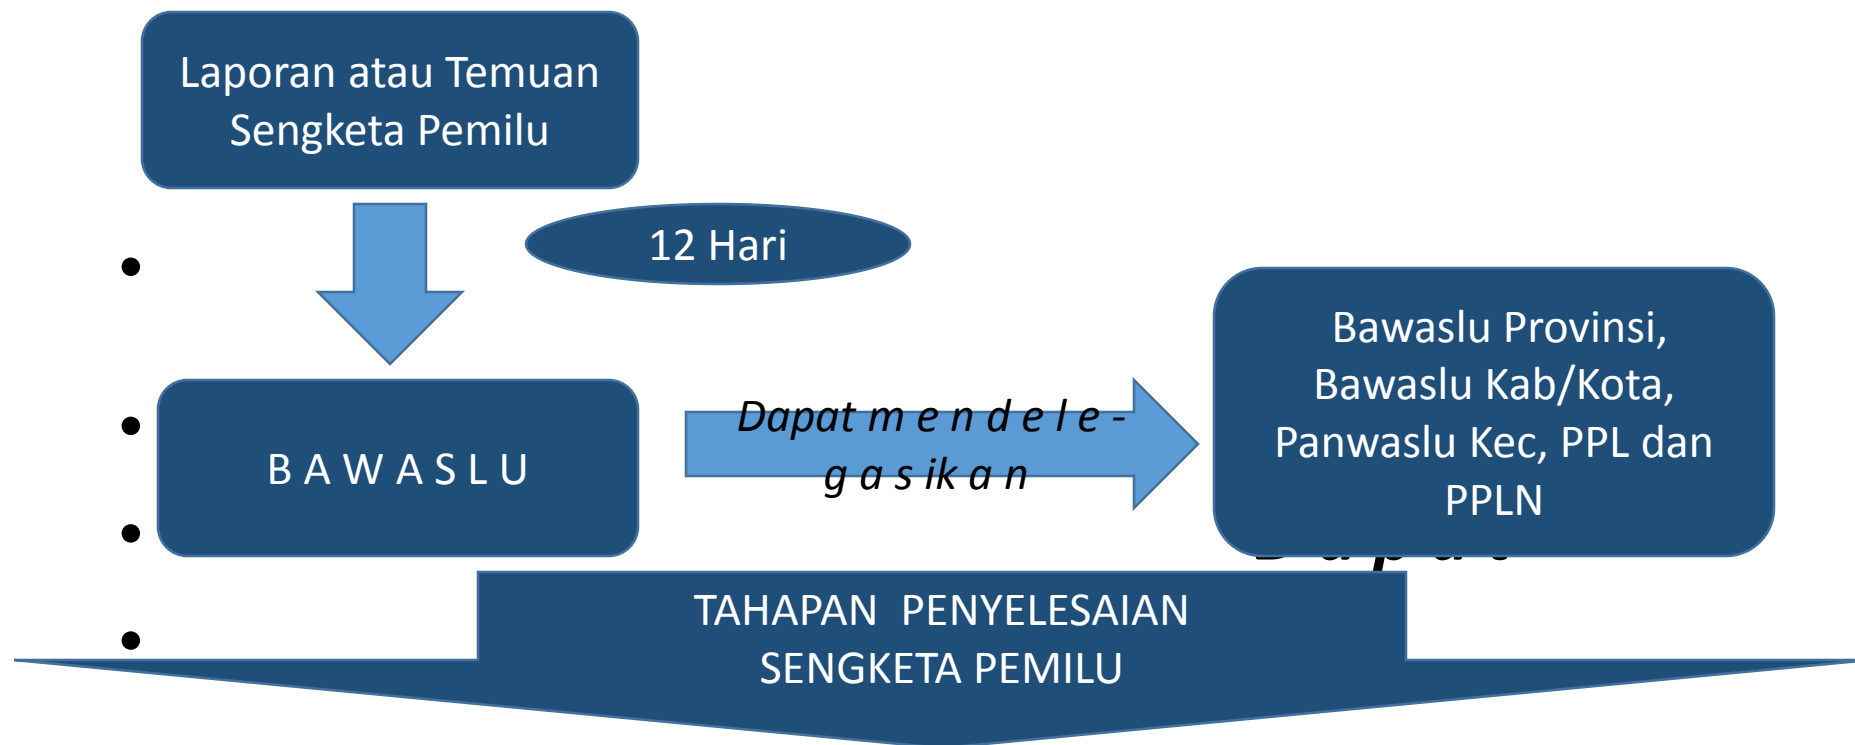 Laporan atau Temuan
Sengketa Pemilu
12 Hari
Bawaslu Provinsi,
Bawaslu Kab/Kota,
Panwaslu Kec, PPL dan
PPLN
B A W A S L U
Dapat m e n d e l e -
g a s ik a n
TAHAPAN PENYELESAIAN
SENGKETA PEMILU